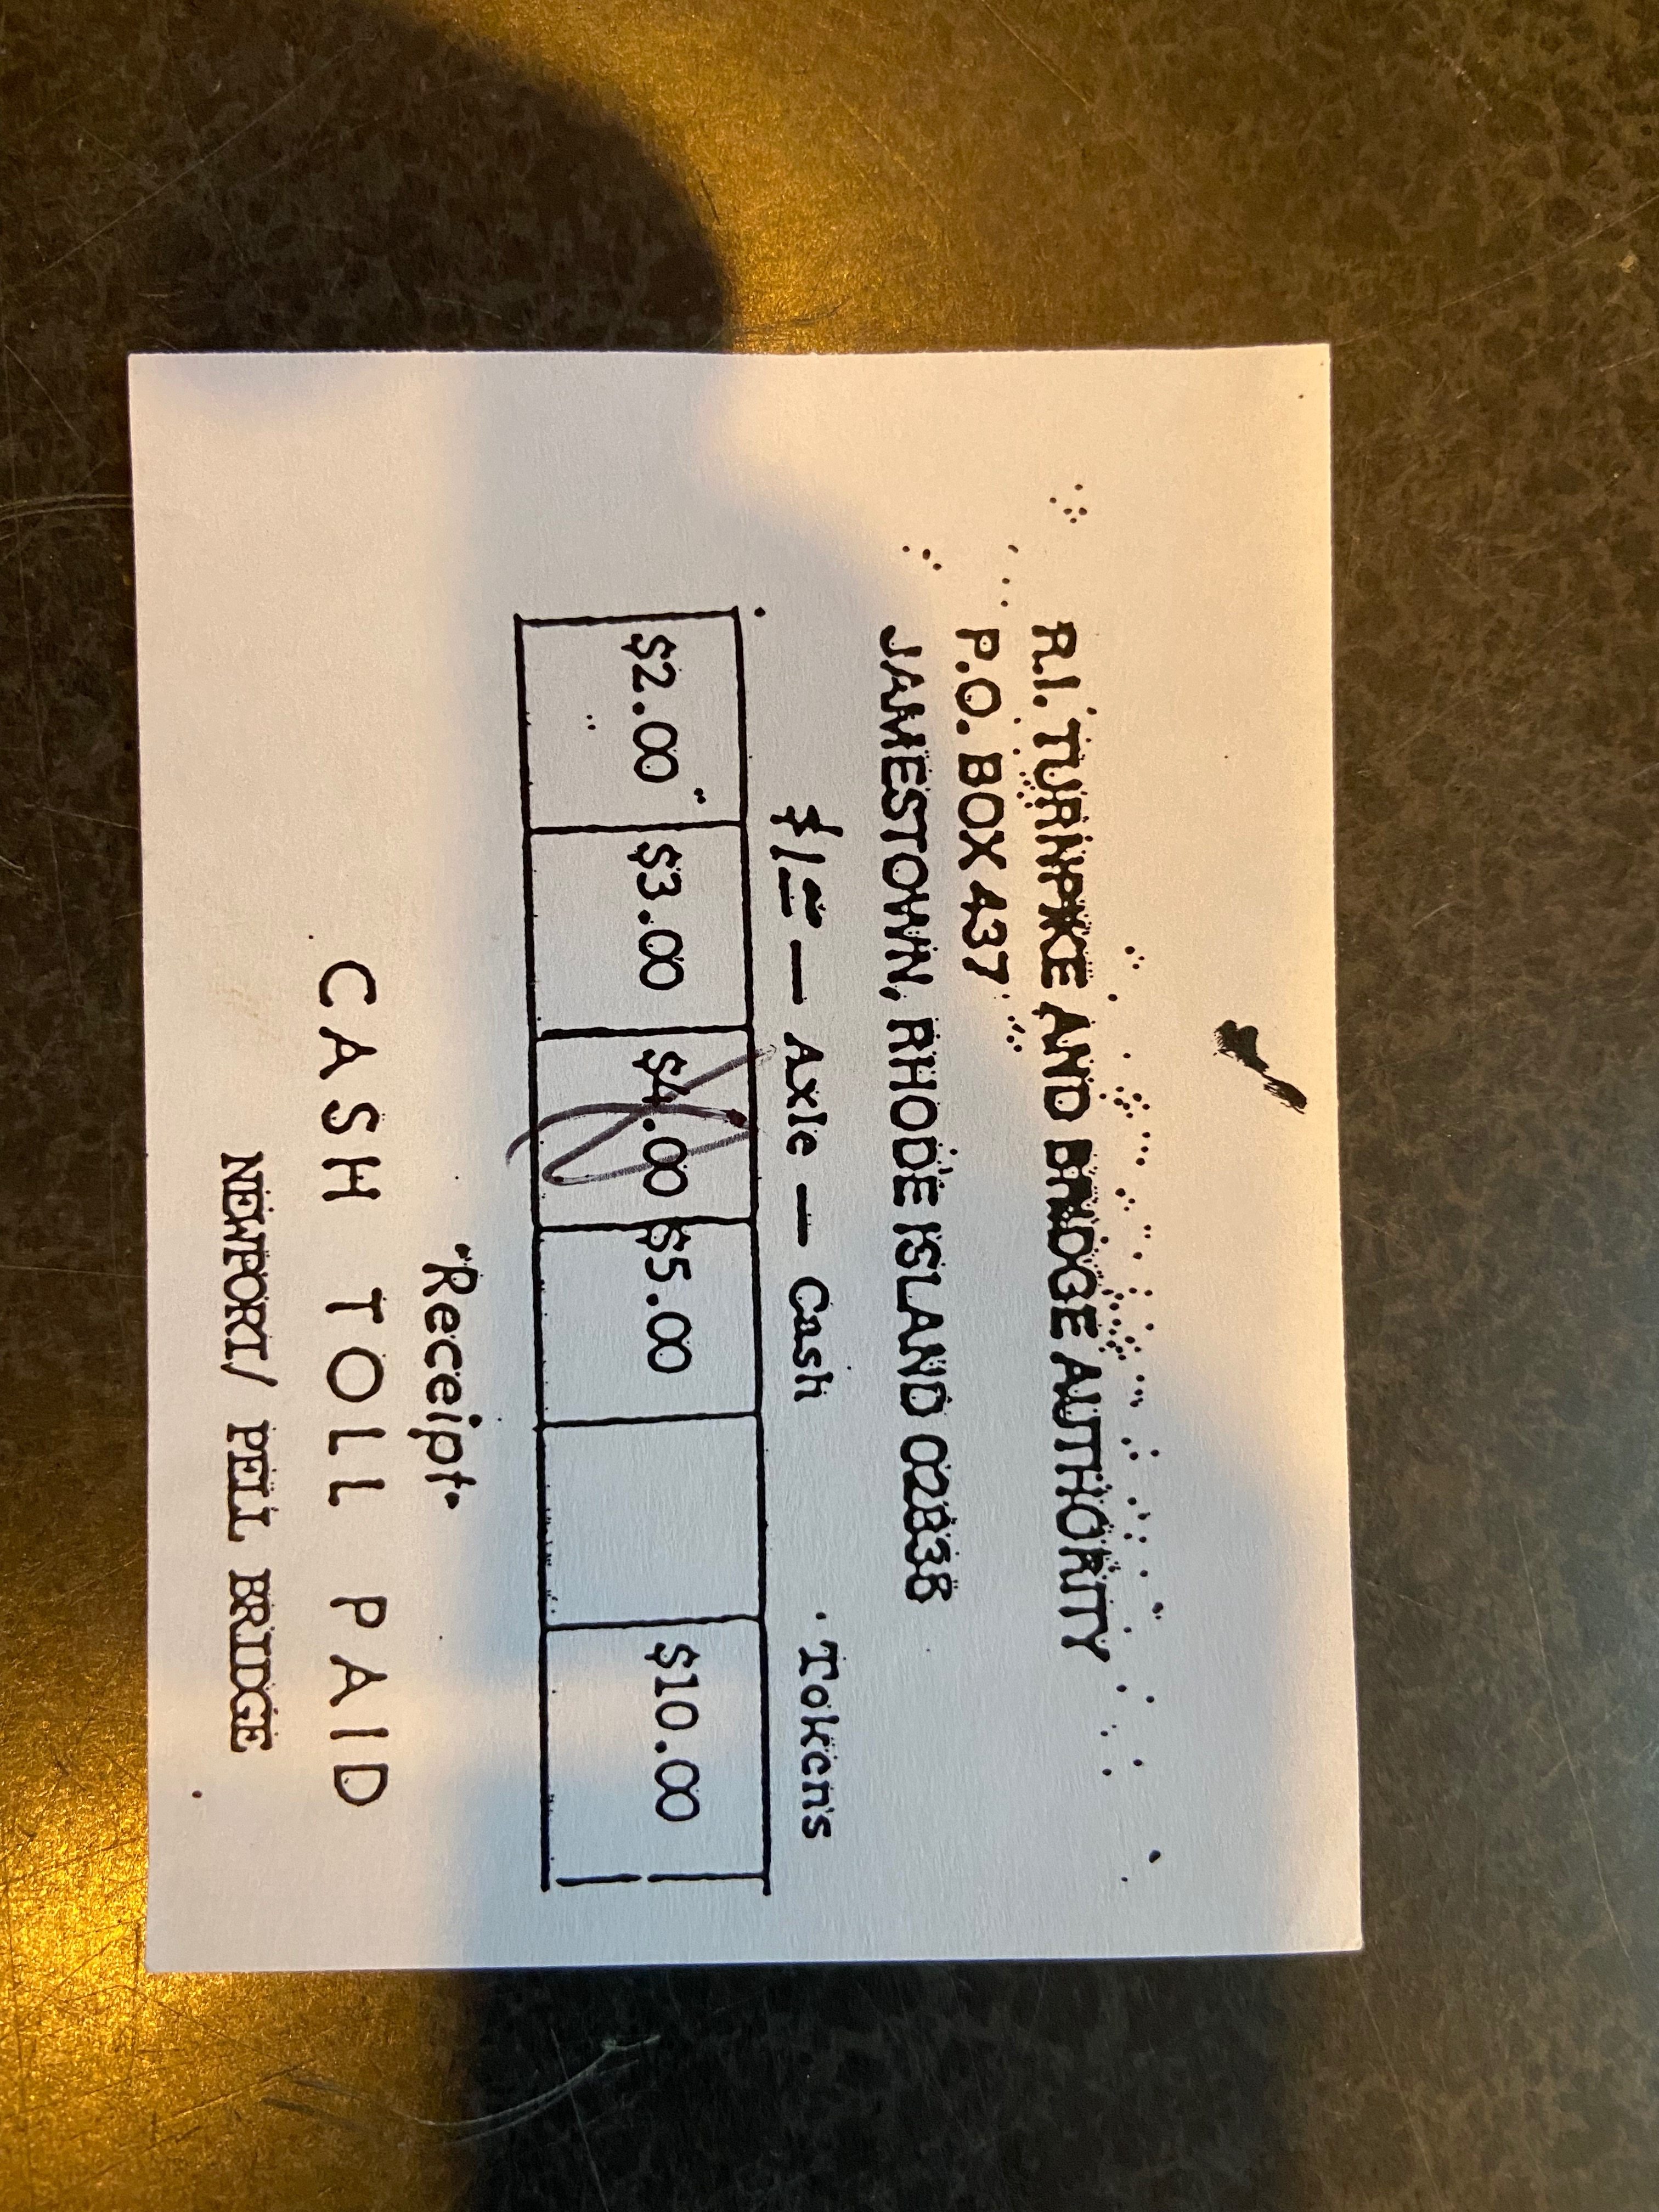 R.I. TURNPIKE AND BRIDGE AUTHORITY
P.O. BOX 437
JAMESTOWN, RHODE ISLAND 02835
Axle — Cash Tokens
$2.00 $3.00 $4.00 $5.00 $10.00
"Receipt"
CASH TOLL PAID
NEWPORT/ PELL BRIDGE